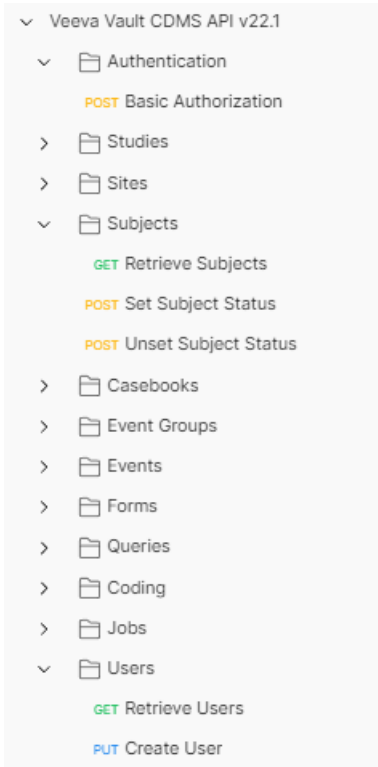 Veeva Vault CDMS API v22.1
Authentication
POST Basic Authorization
Studies
Sites
Subjects
GET Retrieve Subjects
POST Set Subject Status
POST Unset Subject Status
Casebooks
Event Groups
Events
Forms
Queries
Coding
Jobs
Users
GET Retrieve Users
PUT Create User